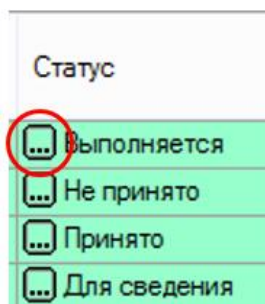 Статус
... Выполняется
... Не принято
... Принято
... Для сведения